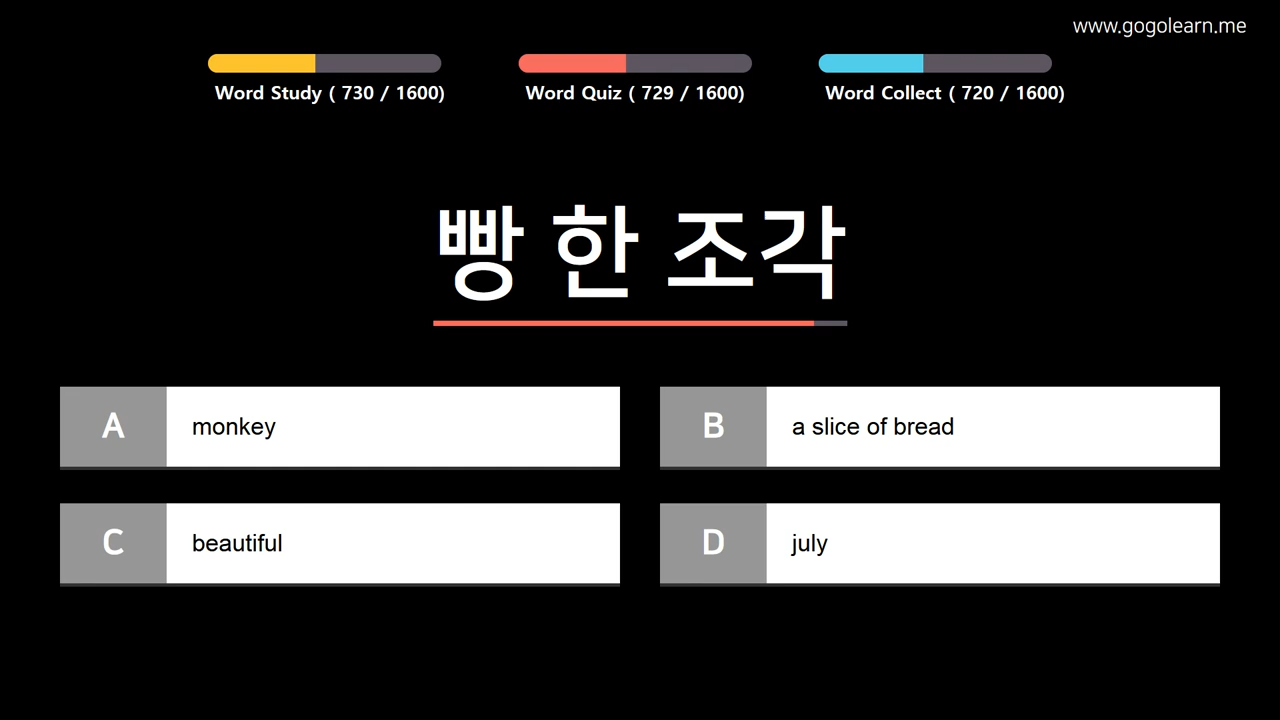 www.gogolearn.me
Word Study ( 730 / 1600)
Word Quiz ( 729 / 1600)
Word Collect ( 720 / 1600)
빵 한 조각
A monkey
B a slice of bread
C beautiful
D july